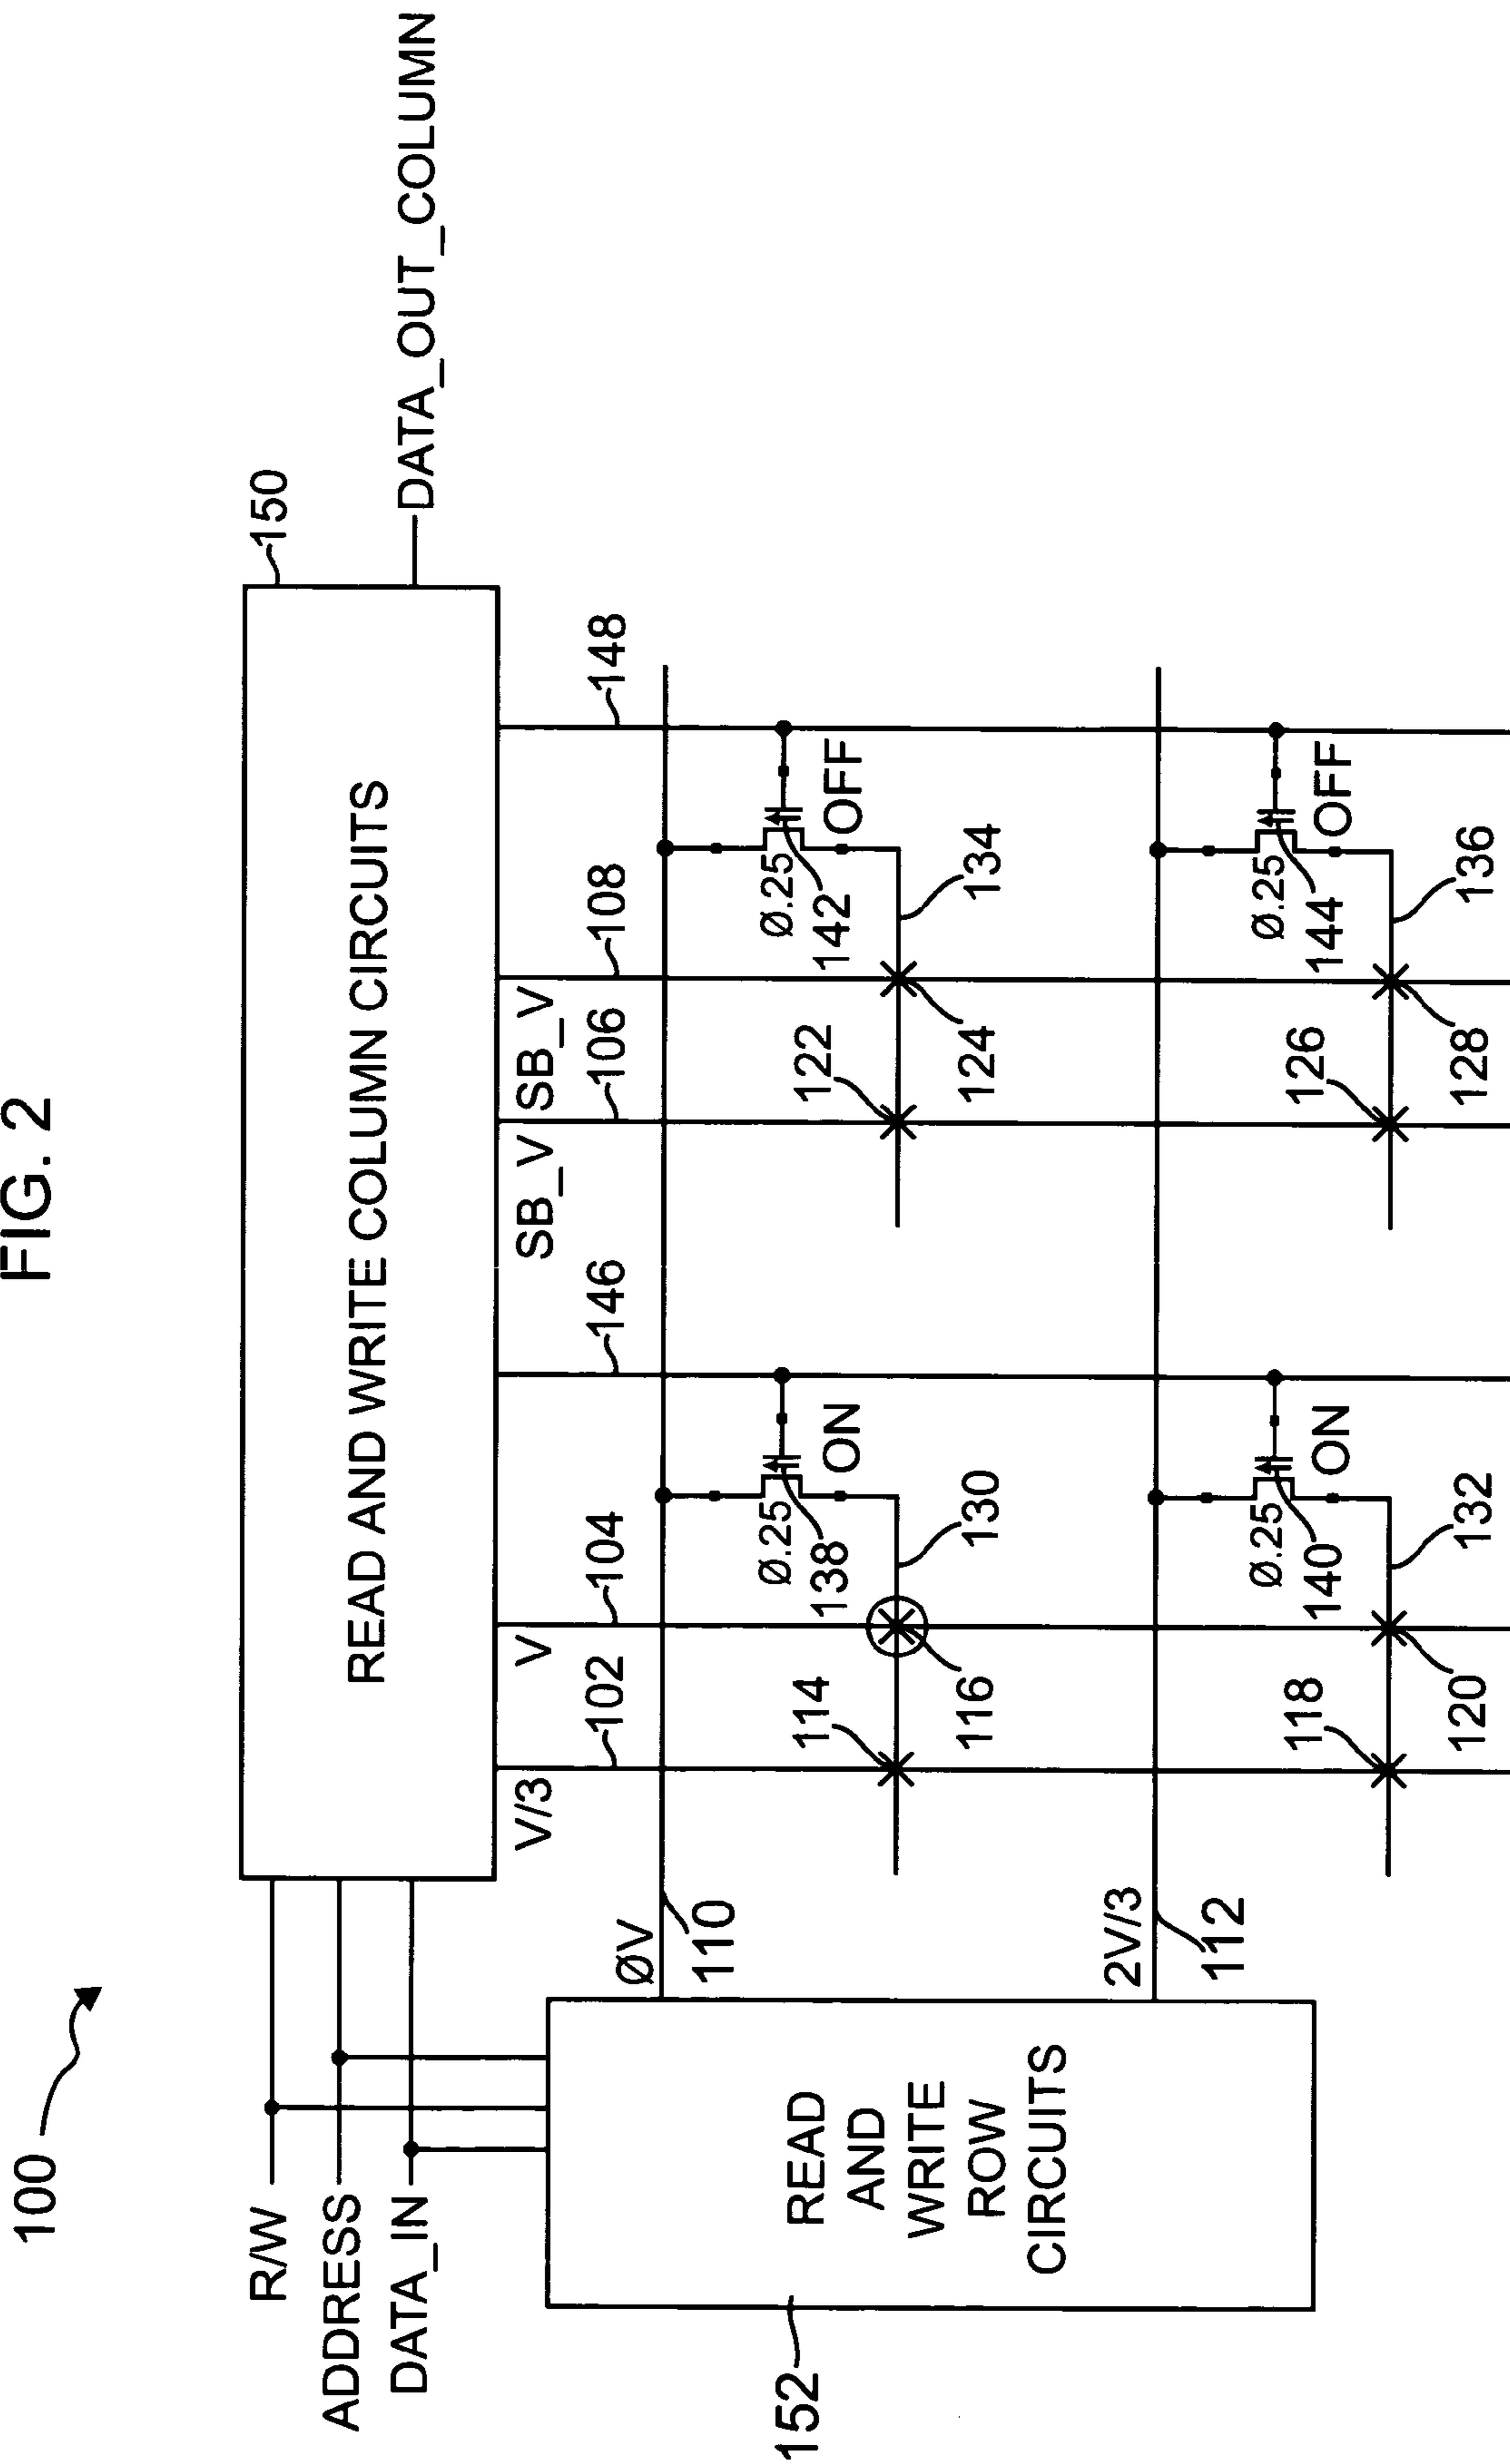 FIG. 2
100
R/W
ADDRESS
DATA_IN
READ AND WRITE COLUMN CIRCUITS
150
DATA_OUT_COLUMN
V/3
102
V
104
146
SB_V
106
SB_V
108
148
152
READ
AND
WRITE
ROW
CIRCUITS
ØV
110
Ø.25
138
ON
114
116
130
Ø.25
142
OFF
122
124
134
2V/3
112
Ø.25
140
ON
118
120
132
Ø.25
144
OFF
126
128
136